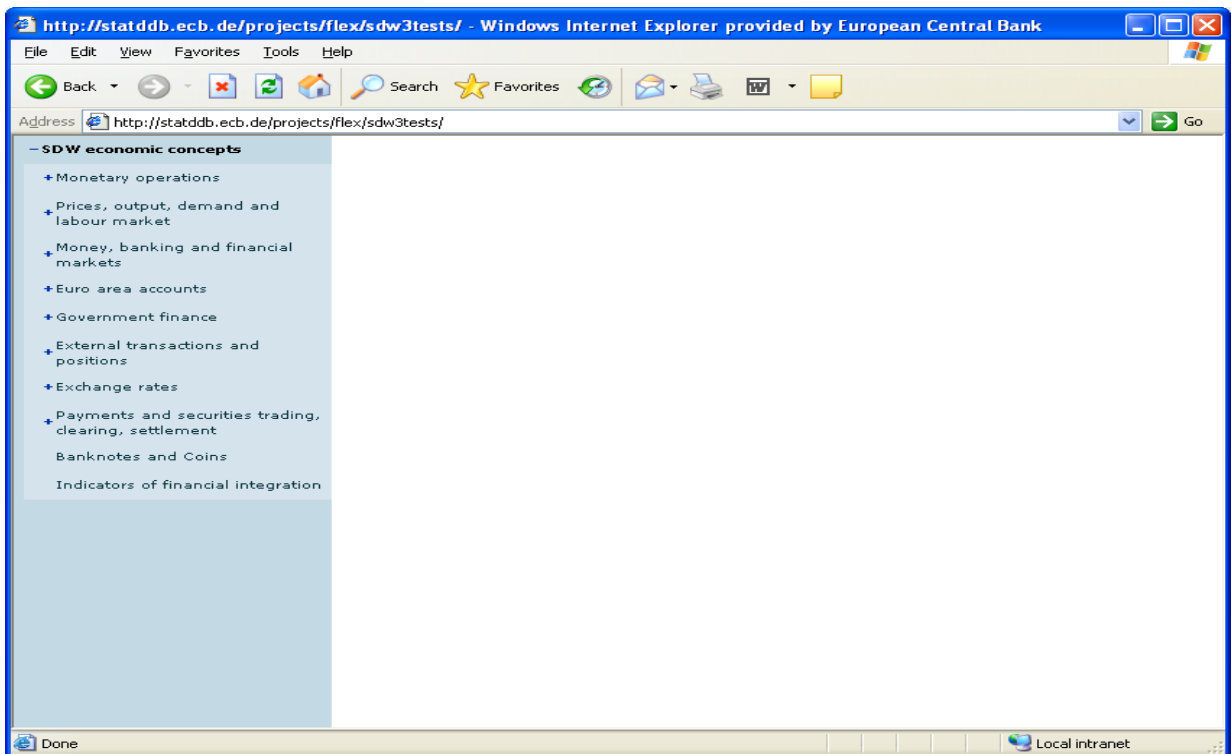 http://statddb.ecb.de/projects/flex/sdw3tests/ - Windows Internet Explorer provided by European Central Bank
File Edit View Favorites Tools Help
Back Search Favorites
Address http://statddb.ecb.de/projects/flex/sdw3tests/ Go
− SDW economic concepts
+ Monetary operations
+ Prices, output, demand and
labour market
+ Money, banking and financial
markets
+ Euro area accounts
+ Government finance
+ External transactions and
positions
+ Exchange rates
+ Payments and securities trading,
clearing, settlement
Banknotes and Coins
Indicators of financial integration
Done Local intranet